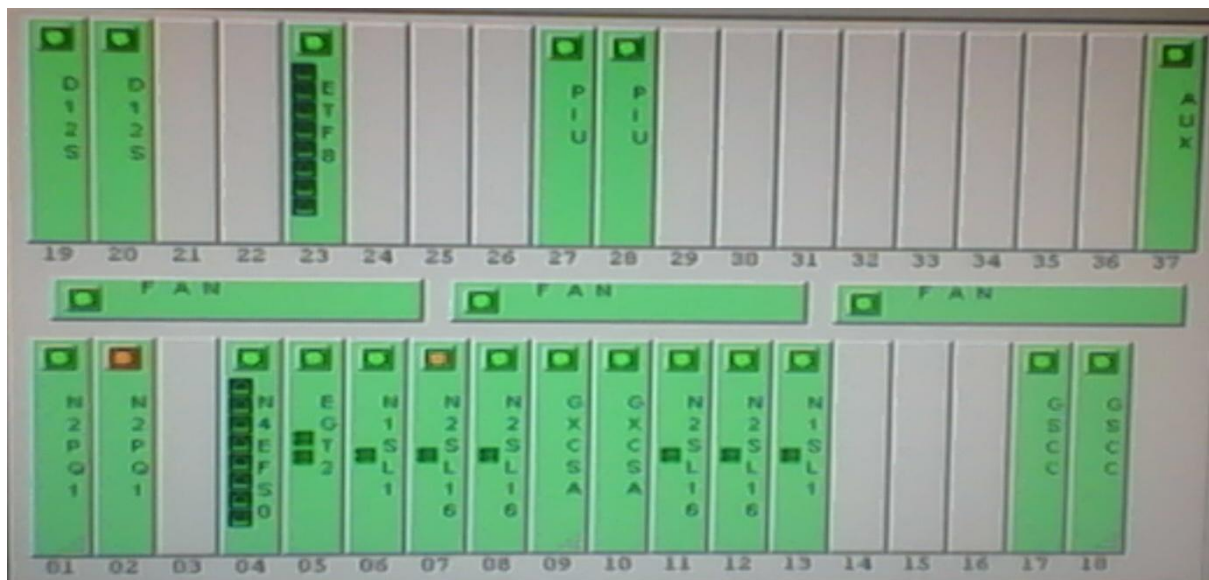 D12S
D12S
ETF8
PIU
PIU
AUX
19 20 21 22 23 24 25 26 27 28 29 30 31 32 33 34 35 36 37
FAN
FAN
FAN
N2PQ1
N2PQ1
N4EFS0
EGT2
N1SL1
N2SL16
N2SL16
GXCSA
GXCSA
N2SL16
N2SL16
N1SL1
GSCC
GSCC
01 02 03 04 05 06 07 08 09 10 11 12 13 14 15 16 17 18